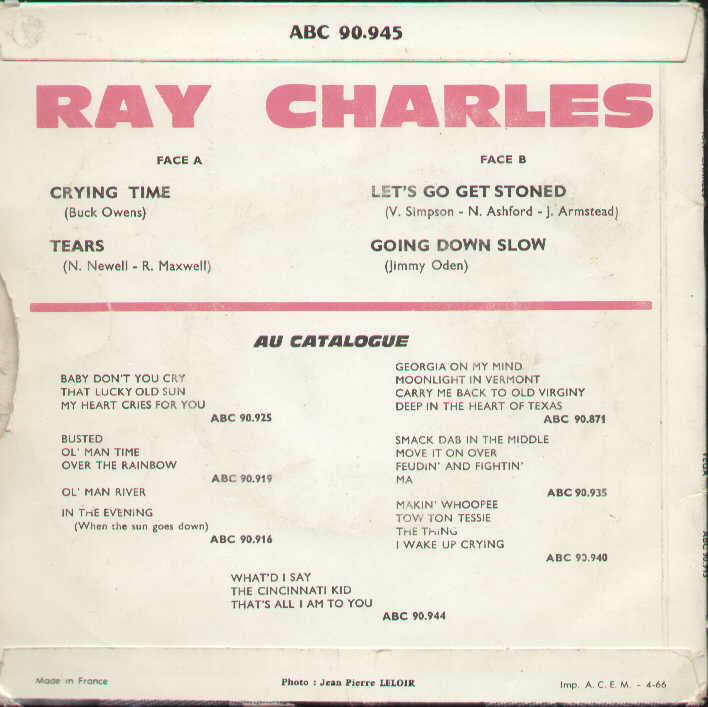 ABC 90.945
RAY CHARLES
FACE A
CRYING TIME
(Buck Owens)
TEARS
(N. Newell - R. Maxwell)
FACE B
LET'S GO GET STONED
(V. Simpson - N. Ashford - J. Armstead)
GOING DOWN SLOW
(Jimmy Oden)
AU CATALOGUE
BABY DON'T YOU CRY
THAT LUCKY OLD SUN
MY HEART CRIES FOR YOU
ABC 90.925
BUSTED
OL' MAN TIME
OVER THE RAINBOW
ABC 90.919
OL' MAN RIVER
IN THE EVENING
(When the sun goes down)
ABC 90.916
GEORGIA ON MY MIND
MOONLIGHT IN VERMONT
CARRY ME BACK TO OLD VIRGINY
DEEP IN THE HEART OF TEXAS
ABC 90.871
SMACK DAB IN THE MIDDLE
MOVE IT ON OVER
FEUDIN' AND FIGHTIN'
MA
ABC 90.935
MAKIN' WHOOPEE
TOW TON TESSIE
THE THING
I WAKE UP CRYING
ABC 90.940
WHAT'D I SAY
THE CINCINNATI KID
THAT'S ALL I AM TO YOU
ABC 90.944
Made in France
Photo : Jean Pierre LELOIR
Imp. A. C. E. M. - 4-66
ABC 90.945